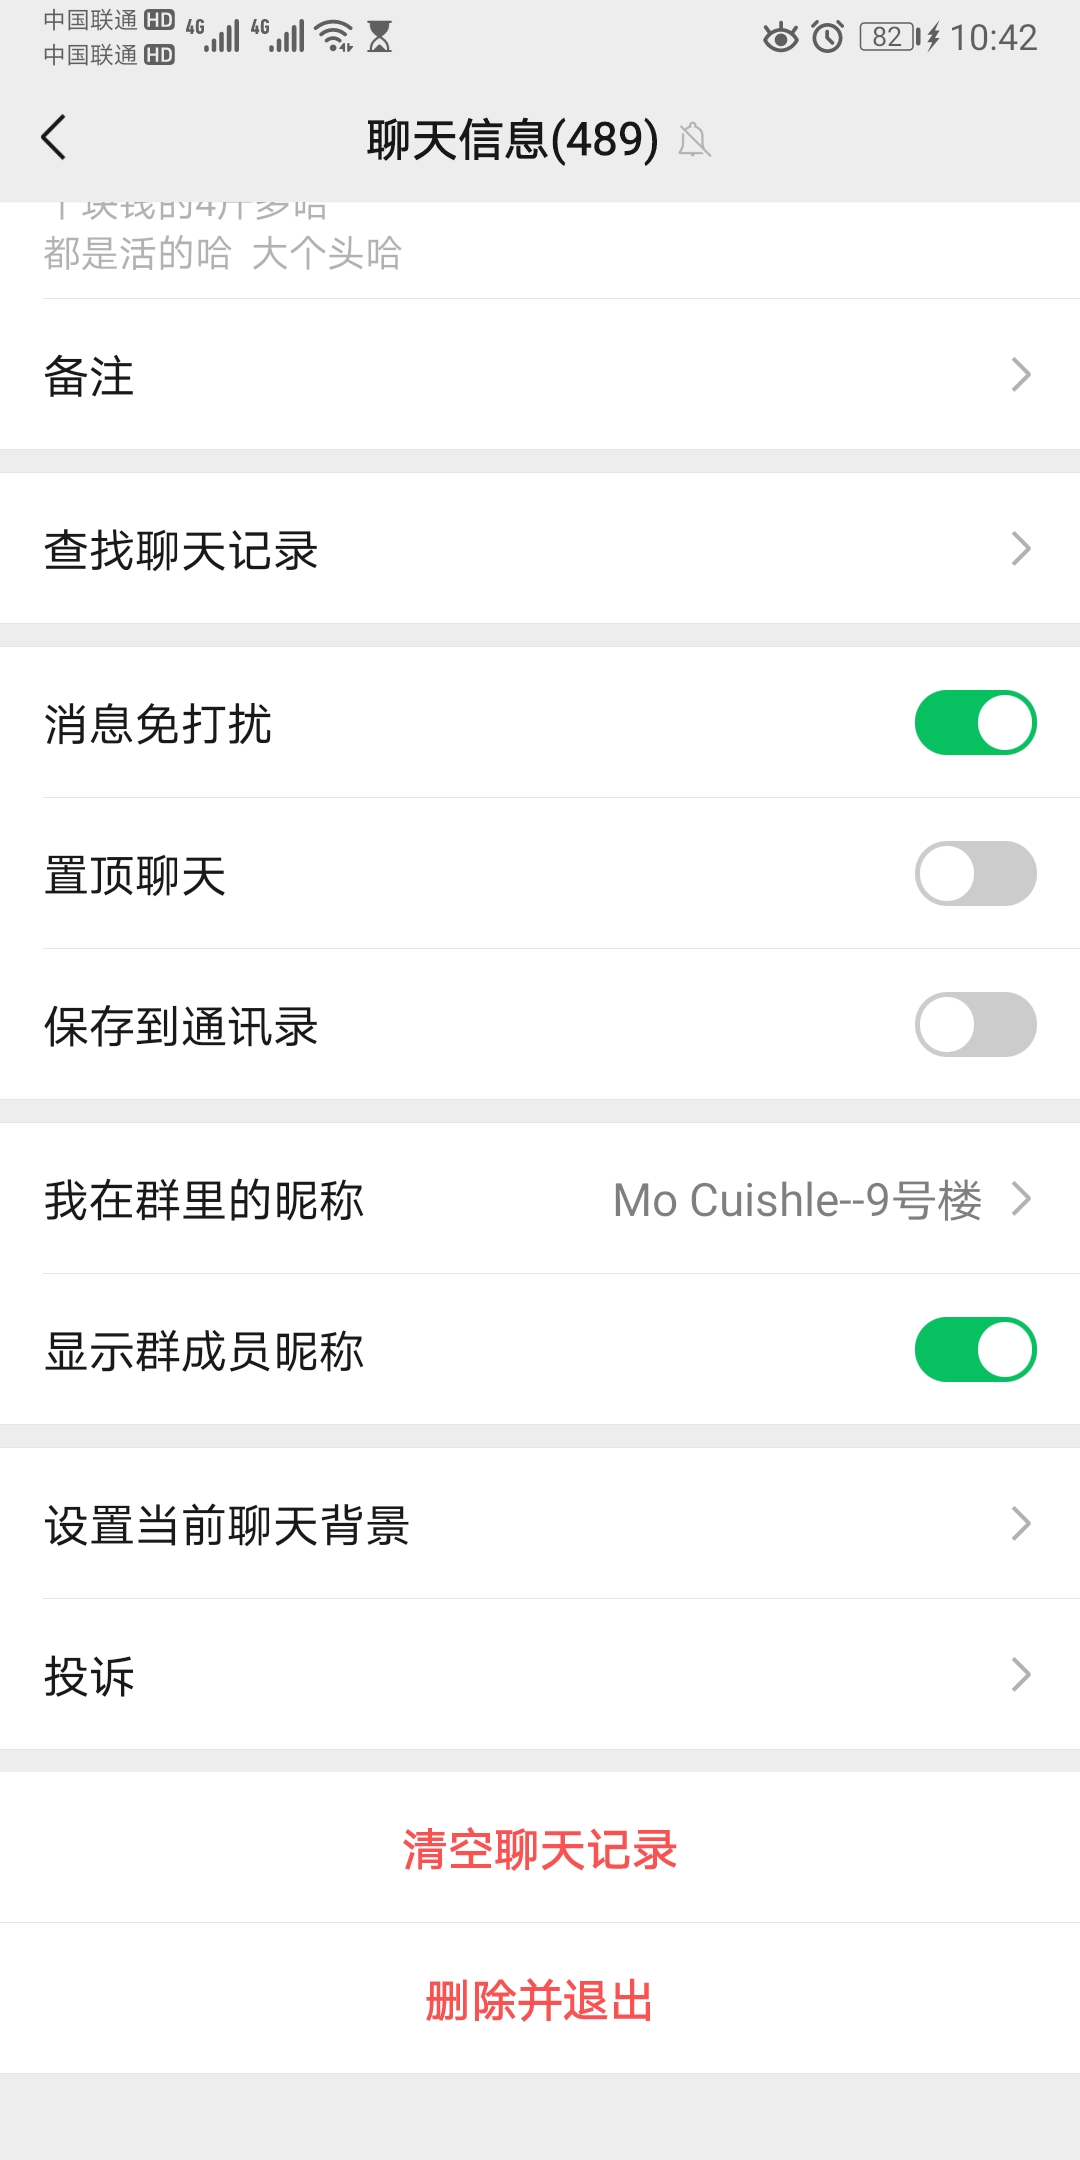 中国联通 HD 4G 4G 82 10:42
中国联通 HD
聊天信息(489)
都是活的哈 大个头哈
备注
查找聊天记录
消息免打扰
置顶聊天
保存到通讯录
我在群里的昵称 Mo Cuishle--9号楼
显示群成员昵称
设置当前聊天背景
投诉
清空聊天记录
删除并退出